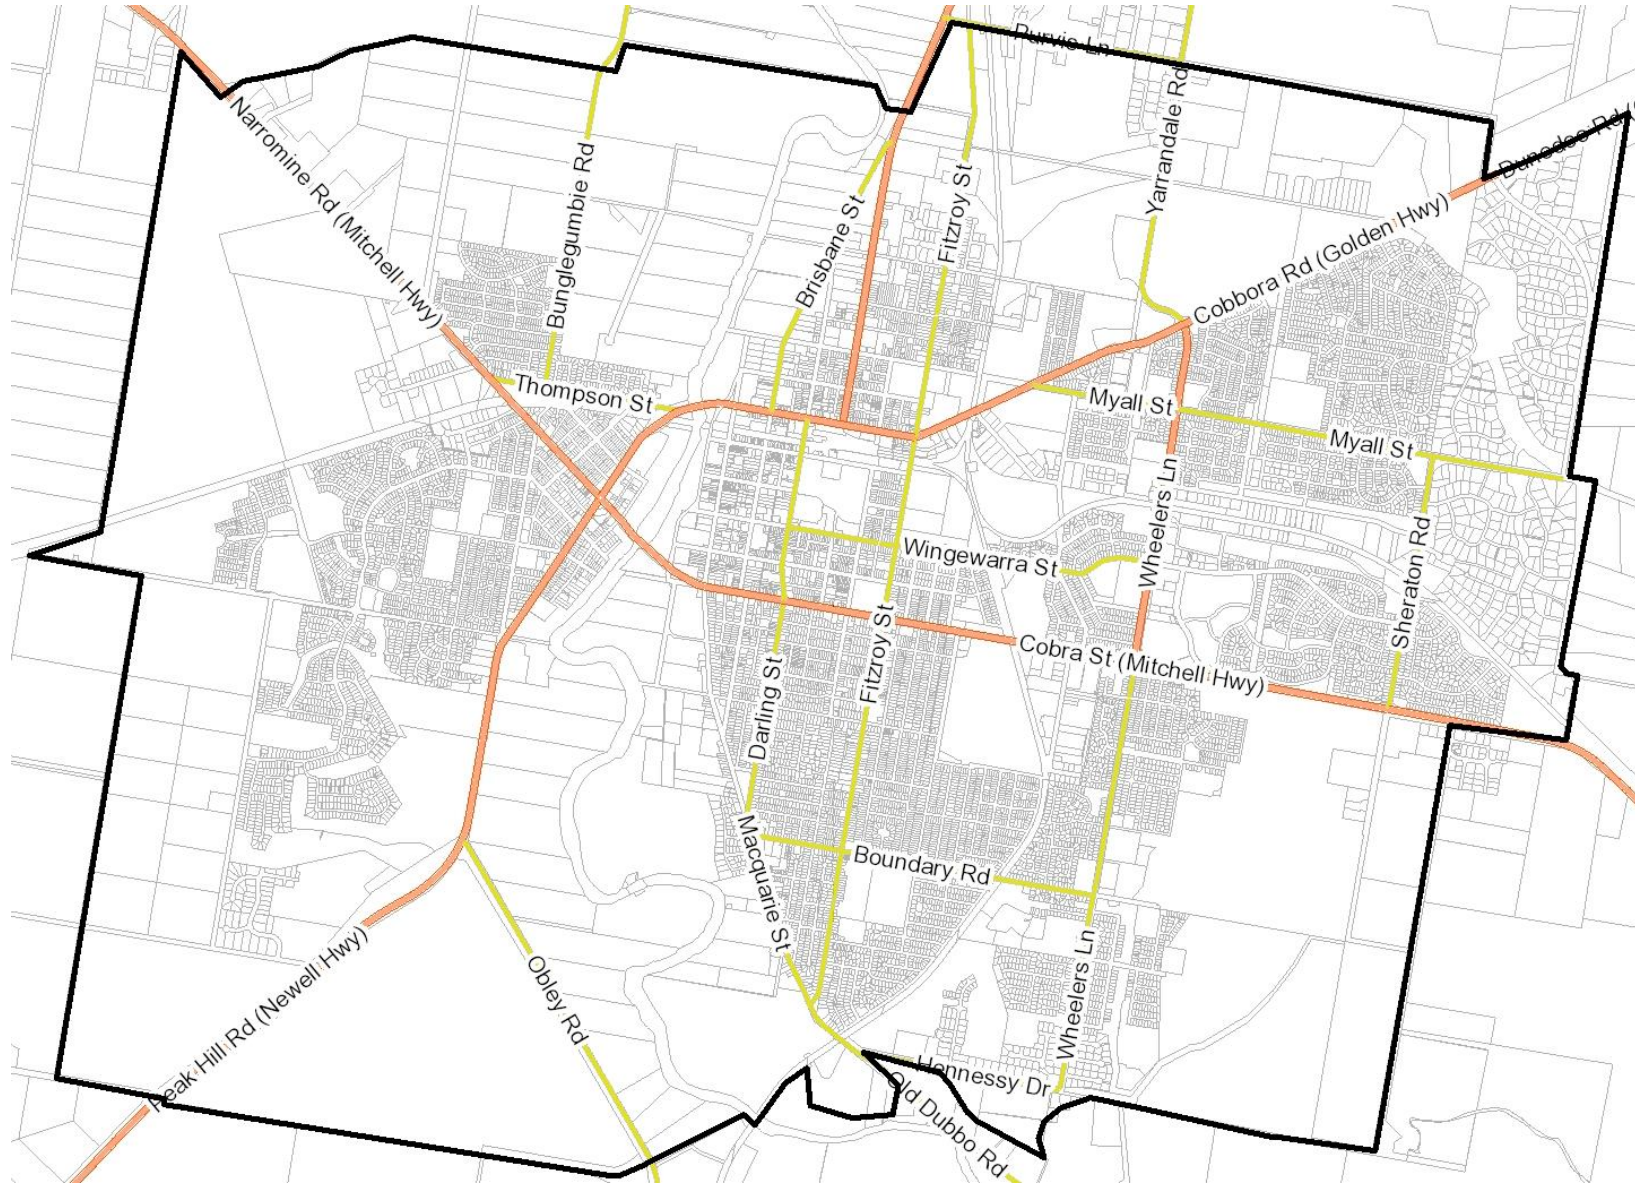 Purvis Ln
Narromine Rd (Mitchell Hwy)
Bunglegumbie Rd
Brisbane St
Fitzroy St
Yarrandale Rd
Dunedoo Rd
Cobbora Rd (Golden Hwy)
Thompson St
Myall St
Myall St
Wheelers Ln
Wingewarra St
Sheraton Rd
Fitzroy St
Cobra St (Mitchell Hwy)
Darling St
Macquarie St
Boundary Rd
Peak Hill Rd (Newell Hwy)
Obley Rd
Wheelers Ln
Hennessy Dr
Old Dubbo Rd